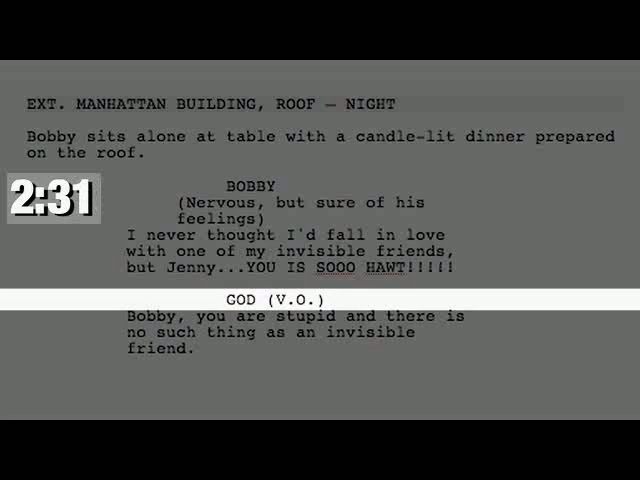 EXT. MANHATTAN BUILDING, ROOF – NIGHT
Bobby sits alone at table with a candle-lit dinner prepared
on the roof.
2:31
BOBBY
(Nervous, but sure of his
feelings)
I never thought I'd fall in love
with one of my invisible friends,
but Jenny...YOU IS SOOO HAWT!!!!!
GOD (V.O.)
Bobby, you are stupid and there is
no such thing as an invisible
friend.